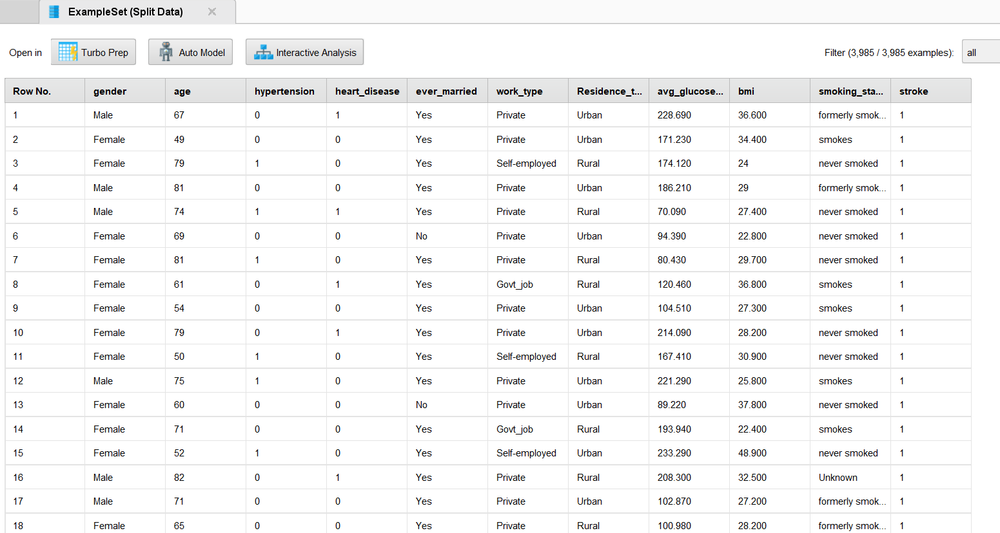 ExampleSet (Split Data)
Open in Turbo Prep Auto Model Interactive Analysis Filter (3,985 / 3,985 examples): all
Row No. gender age hypertension heart_disease ever_married work_type Residence_t... avg_glucose... bmi smoking_sta... stroke
1 Male 67 0 1 Yes Private Urban 228.690 36.600 formerly smok... 1
2 Female 49 0 0 Yes Private Urban 171.230 34.400 smokes 1
3 Female 79 1 0 Yes Self-employed Rural 174.120 24 never smoked 1
4 Male 81 0 0 Yes Private Urban 186.210 29 formerly smok... 1
5 Male 74 1 1 Yes Private Rural 70.090 27.400 never smoked 1
6 Female 69 0 0 No Private Urban 94.390 22.800 never smoked 1
7 Female 81 1 0 Yes Private Rural 80.430 29.700 never smoked 1
8 Female 61 0 1 Yes Govt_job Rural 120.460 36.800 smokes 1
9 Female 54 0 0 Yes Private Urban 104.510 27.300 smokes 1
10 Female 79 0 1 Yes Private Urban 214.090 28.200 never smoked 1
11 Female 50 1 0 Yes Self-employed Rural 167.410 30.900 never smoked 1
12 Male 75 1 0 Yes Private Urban 221.290 25.800 smokes 1
13 Female 60 0 0 No Private Urban 89.220 37.800 never smoked 1
14 Female 71 0 0 Yes Govt_job Rural 193.940 22.400 smokes 1
15 Female 52 1 0 Yes Self-employed Urban 233.290 48.900 never smoked 1
16 Male 82 0 1 Yes Private Rural 208.300 32.500 Unknown 1
17 Male 71 0 0 Yes Private Urban 102.870 27.200 formerly smok... 1
18 Female 65 0 0 Yes Private Rural 100.980 28.200 formerly smok... 1